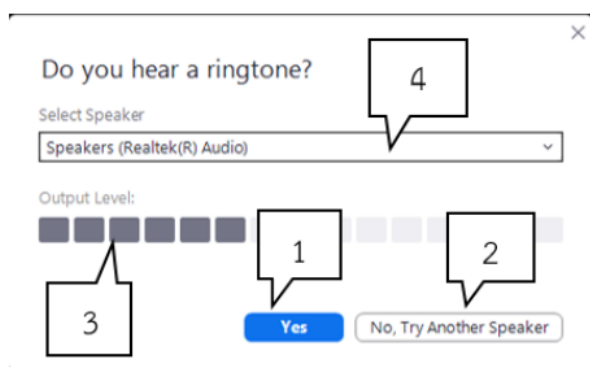 Do you hear a ringtone?
4
Select Speaker
Speakers (Realtek(R) Audio)
Output Level:
1
2
3
Yes
No, Try Another Speaker